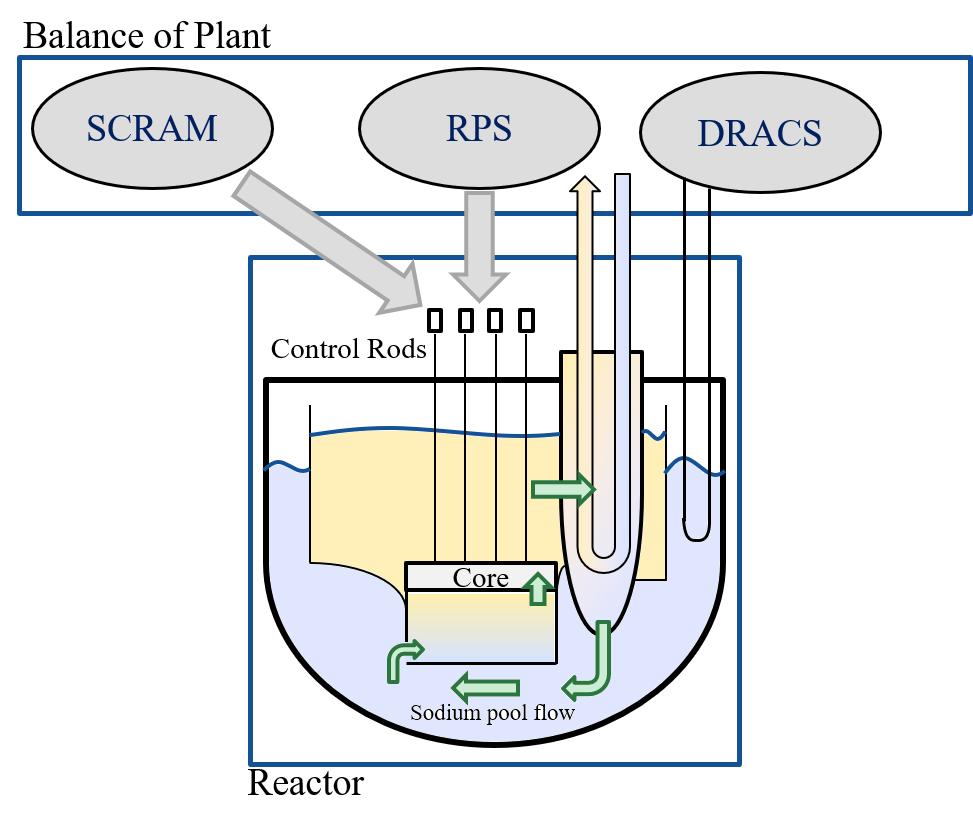 Balance of Plant
SCRAM
RPS
DRACS
Control Rods
Core
Sodium pool flow
Reactor